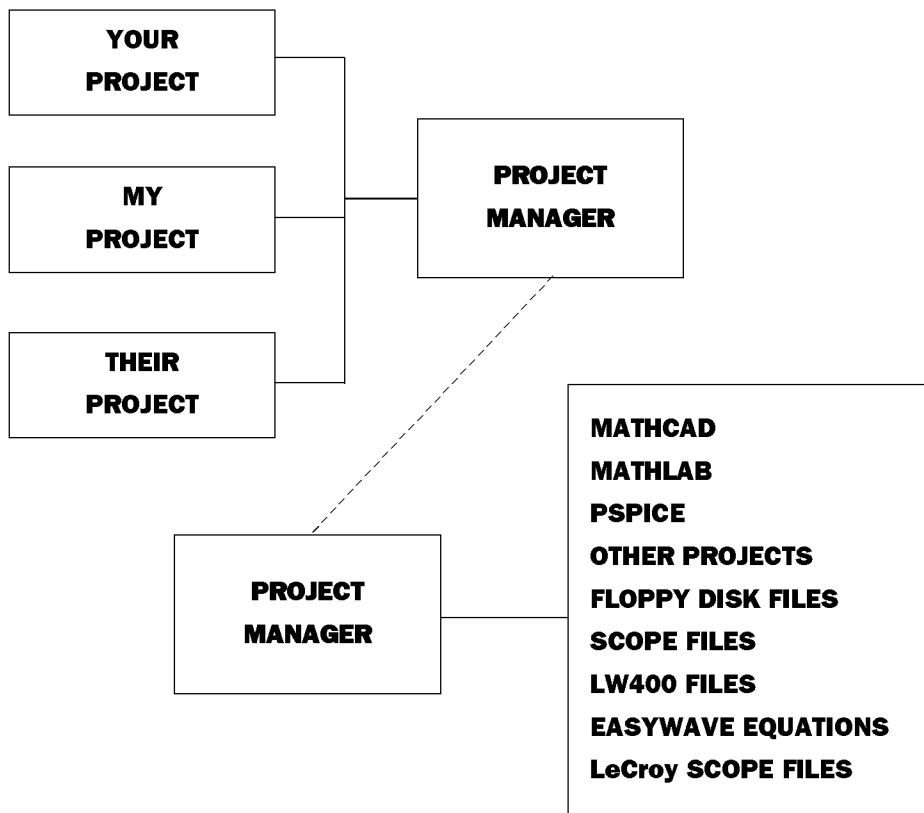 YOUR
PROJECT
MY
PROJECT
THEIR
PROJECT
PROJECT
MANAGER
PROJECT
MANAGER
MATHCAD
MATHLAB
PSPICE
OTHER PROJECTS
FLOPPY DISK FILES
SCOPE FILES
LW400 FILES
EASYWAVE EQUATIONS
LeCroy SCOPE FILES